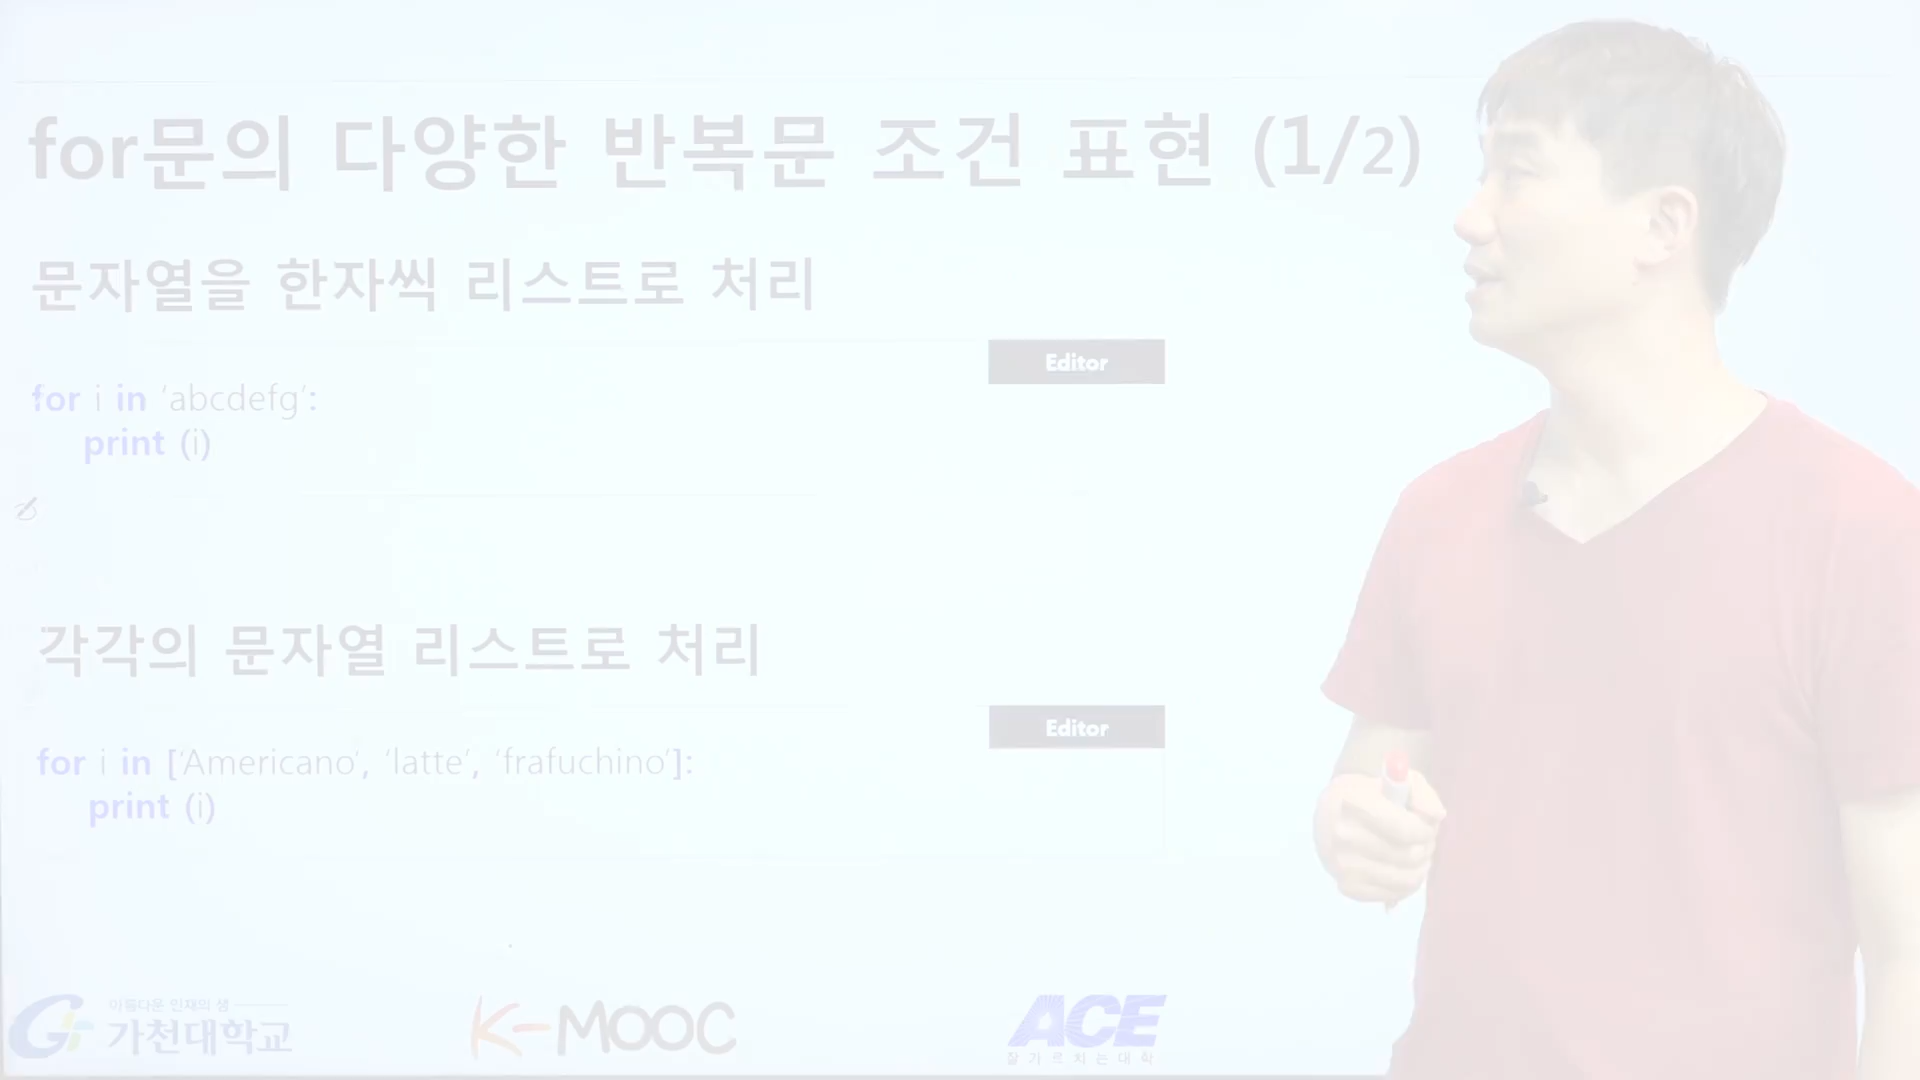 for문의 다양한 반복문 조건 표현 (1/2)
문자열을 한자씩 리스트로 처리
Editor
for i in ‘abcdefg’:
print (i)
각각의 문자열 리스트로 처리
Editor
for i in [‘Americano’, ‘latte’, ‘frafuchino’]:
print (i)
아름다운 인재의 샘
가천대학교
K-MOOC
ACE
잘 가르치는 대학